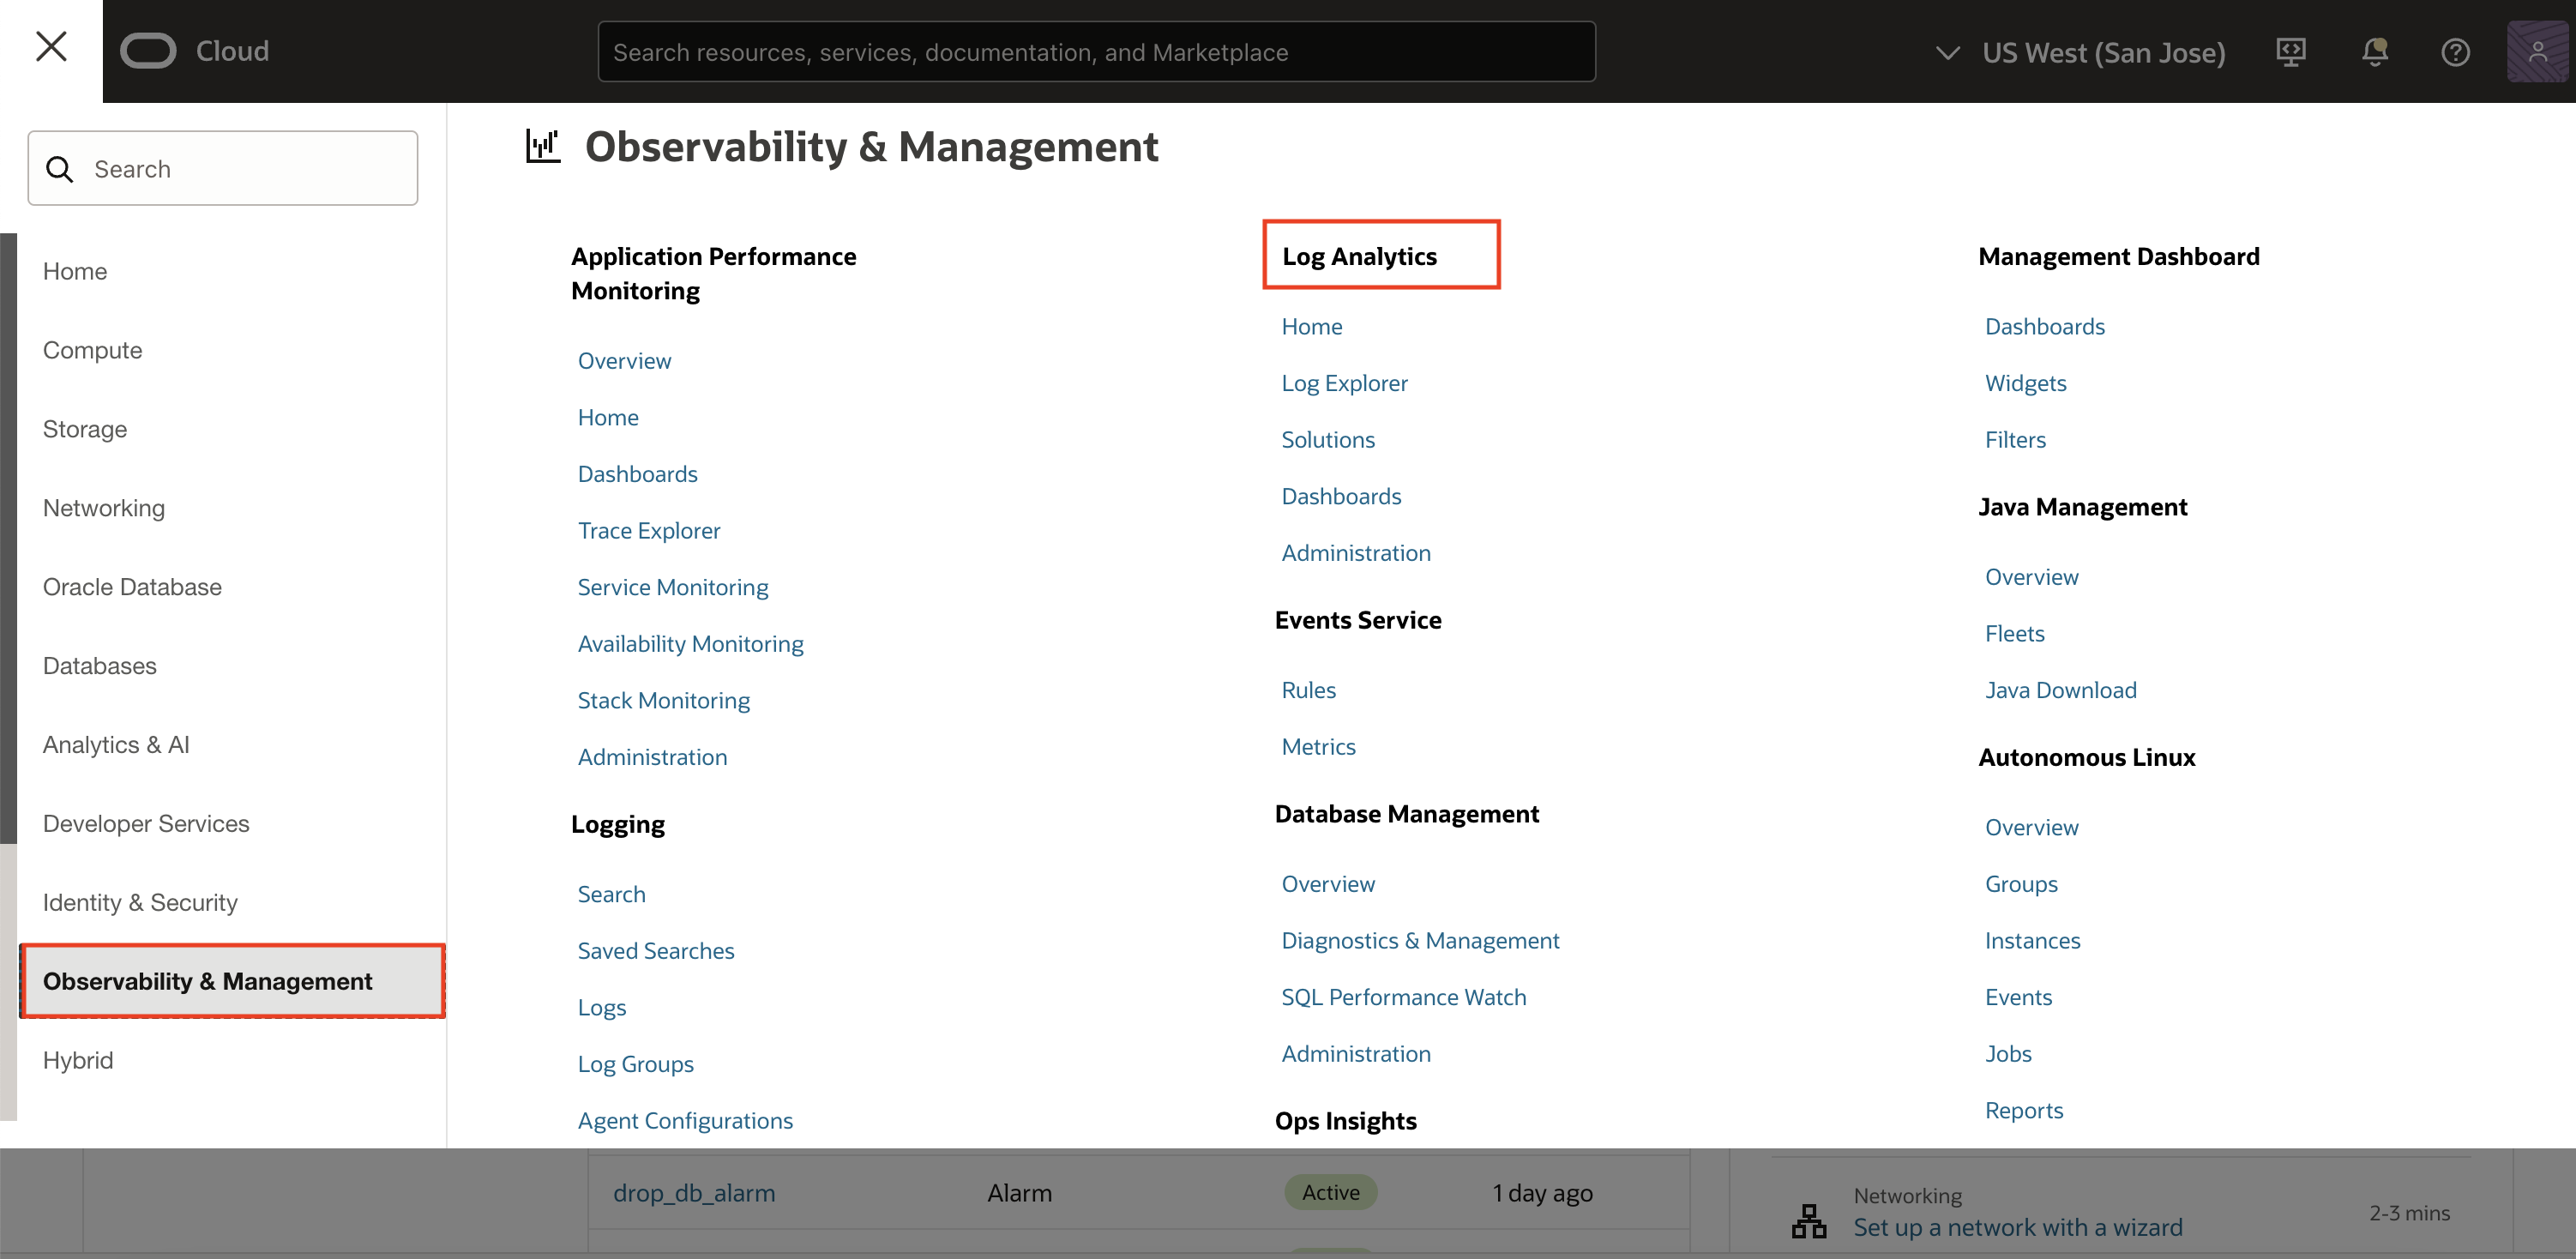 Cloud
Search resources, services, documentation, and Marketplace
US West (San Jose)
Search
Home
Compute
Storage
Networking
Oracle Database
Databases
Analytics & AI
Developer Services
Identity & Security
Observability & Management
Hybrid
Observability & Management
Application Performance
Monitoring
Overview
Home
Dashboards
Trace Explorer
Service Monitoring
Availability Monitoring
Stack Monitoring
Administration
Logging
Search
Saved Searches
Logs
Log Groups
Agent Configurations
Log Analytics
Home
Log Explorer
Solutions
Dashboards
Administration
Events Service
Rules
Metrics
Database Management
Overview
Diagnostics & Management
SQL Performance Watch
Administration
Ops Insights
Management Dashboard
Dashboards
Widgets
Filters
Java Management
Overview
Fleets
Java Download
Autonomous Linux
Overview
Groups
Instances
Events
Jobs
Reports
drop_db_alarm Alarm Active 1 day ago
Networking
Set up a network with a wizard
2-3 mins